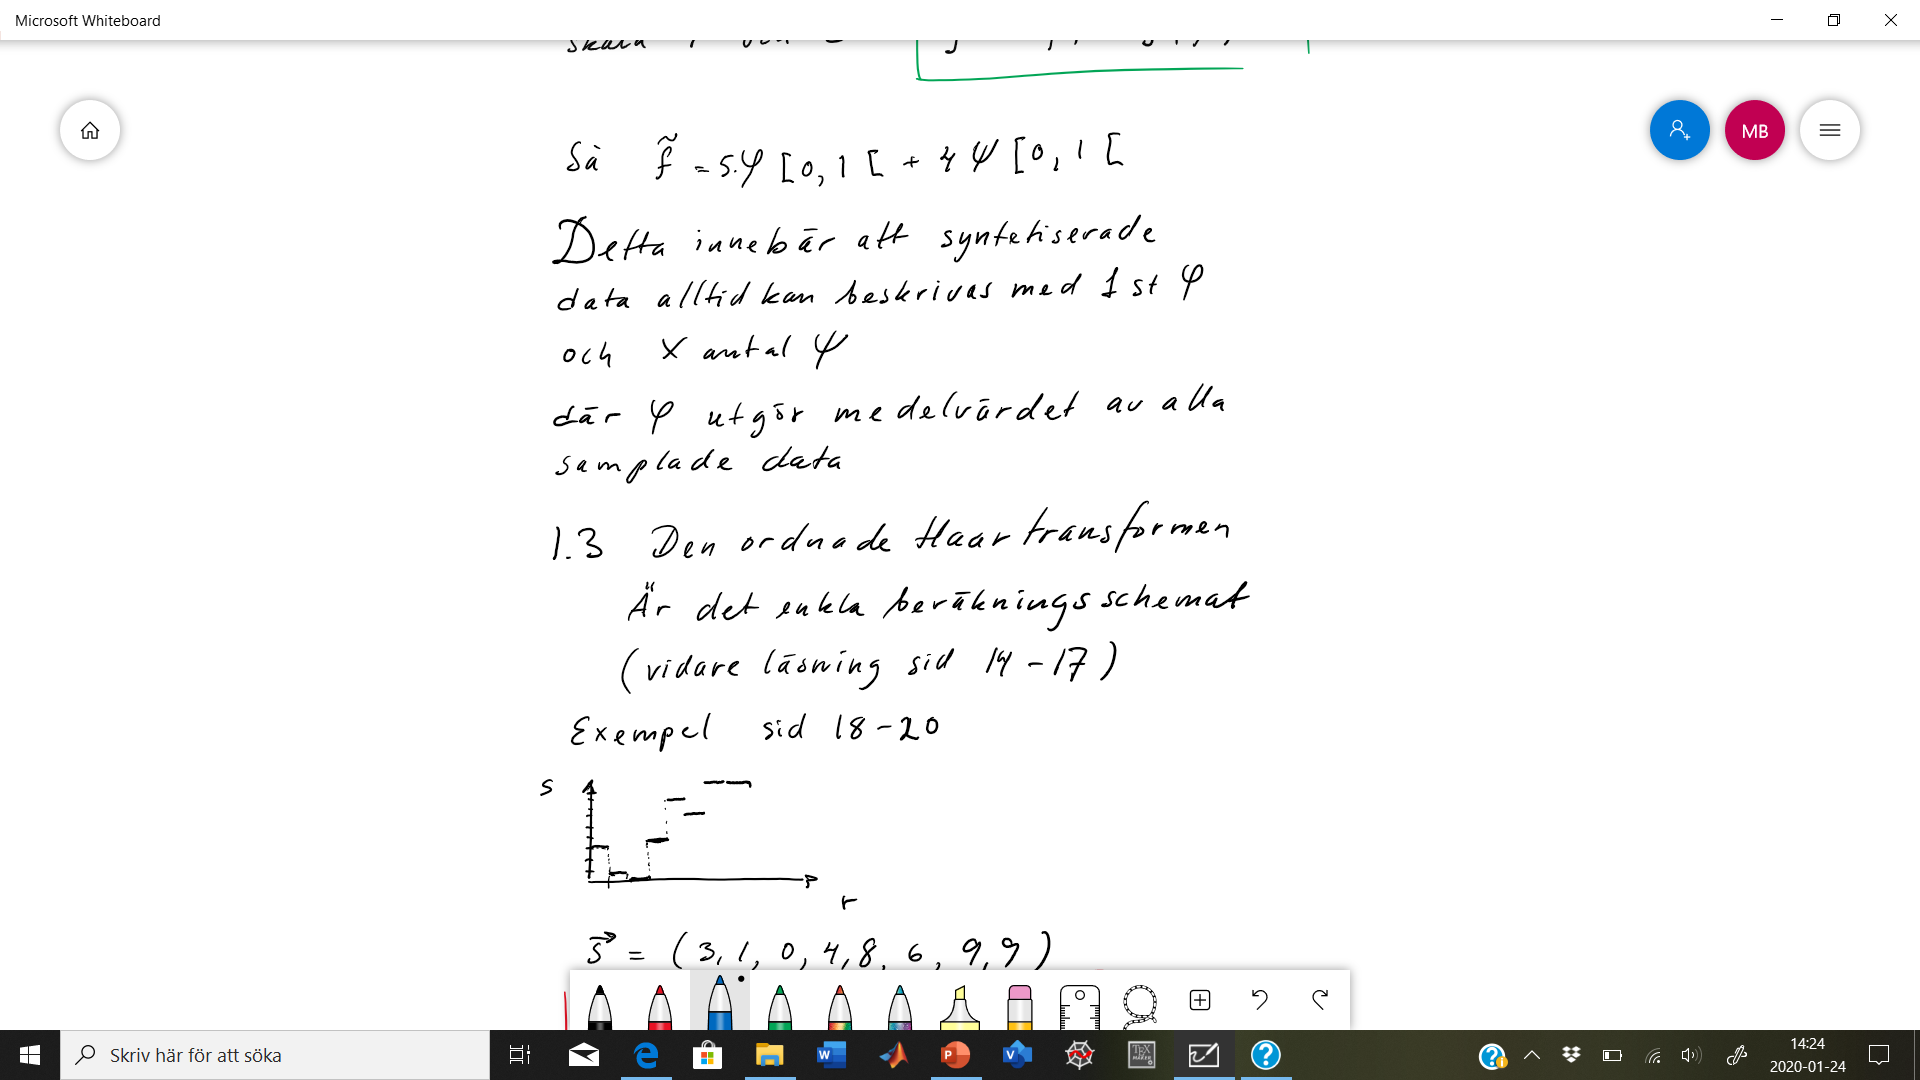 Microsoft Whiteboard
skala
MB
Så f̃ = 5·φ [0, 1 [ + 4 ψ [0, 1 [
Detta innebär att syntetiserade
data alltid kan beskrivas med 1 st φ
och X antal ψ
där φ utgör medelvärdet av alla
samplade data
1.3 Den ordnade Haartransformen
Är det enkla beräkningsschemat
(vidare läsning sid 14-17)
Exempel sid 18-20
s
r
s⃗ = (3, 1, 0, 4, 8, 6, 9, 9)
Skriv här för att söka
14:24
2020-01-24